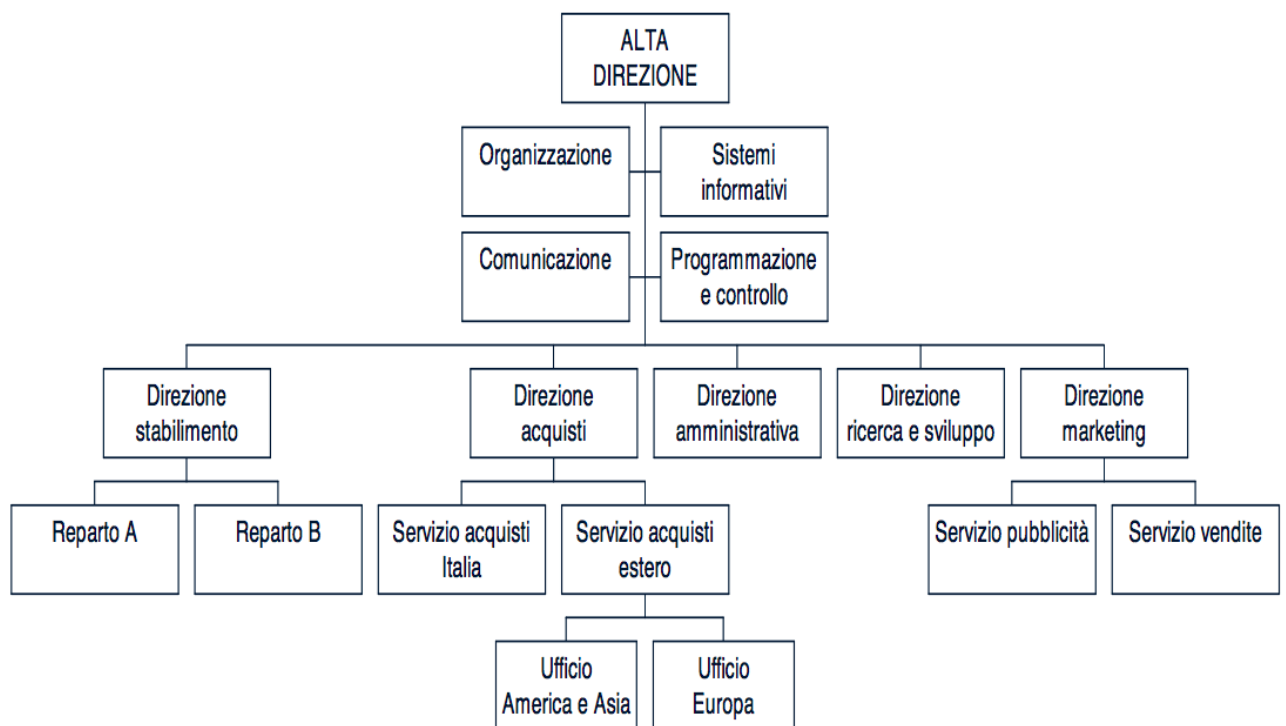 ALTA
DIREZIONE
Organizzazione
Sistemi
informativi
Comunicazione
Programmazione
e controllo
Direzione
stabilimento
Direzione
acquisti
Direzione
amministrativa
Direzione
ricerca e sviluppo
Direzione
marketing
Reparto A
Reparto B
Servizio acquisti
Italia
Servizio acquisti
estero
Servizio pubblicità
Servizio vendite
Ufficio
America e Asia
Ufficio
Europa